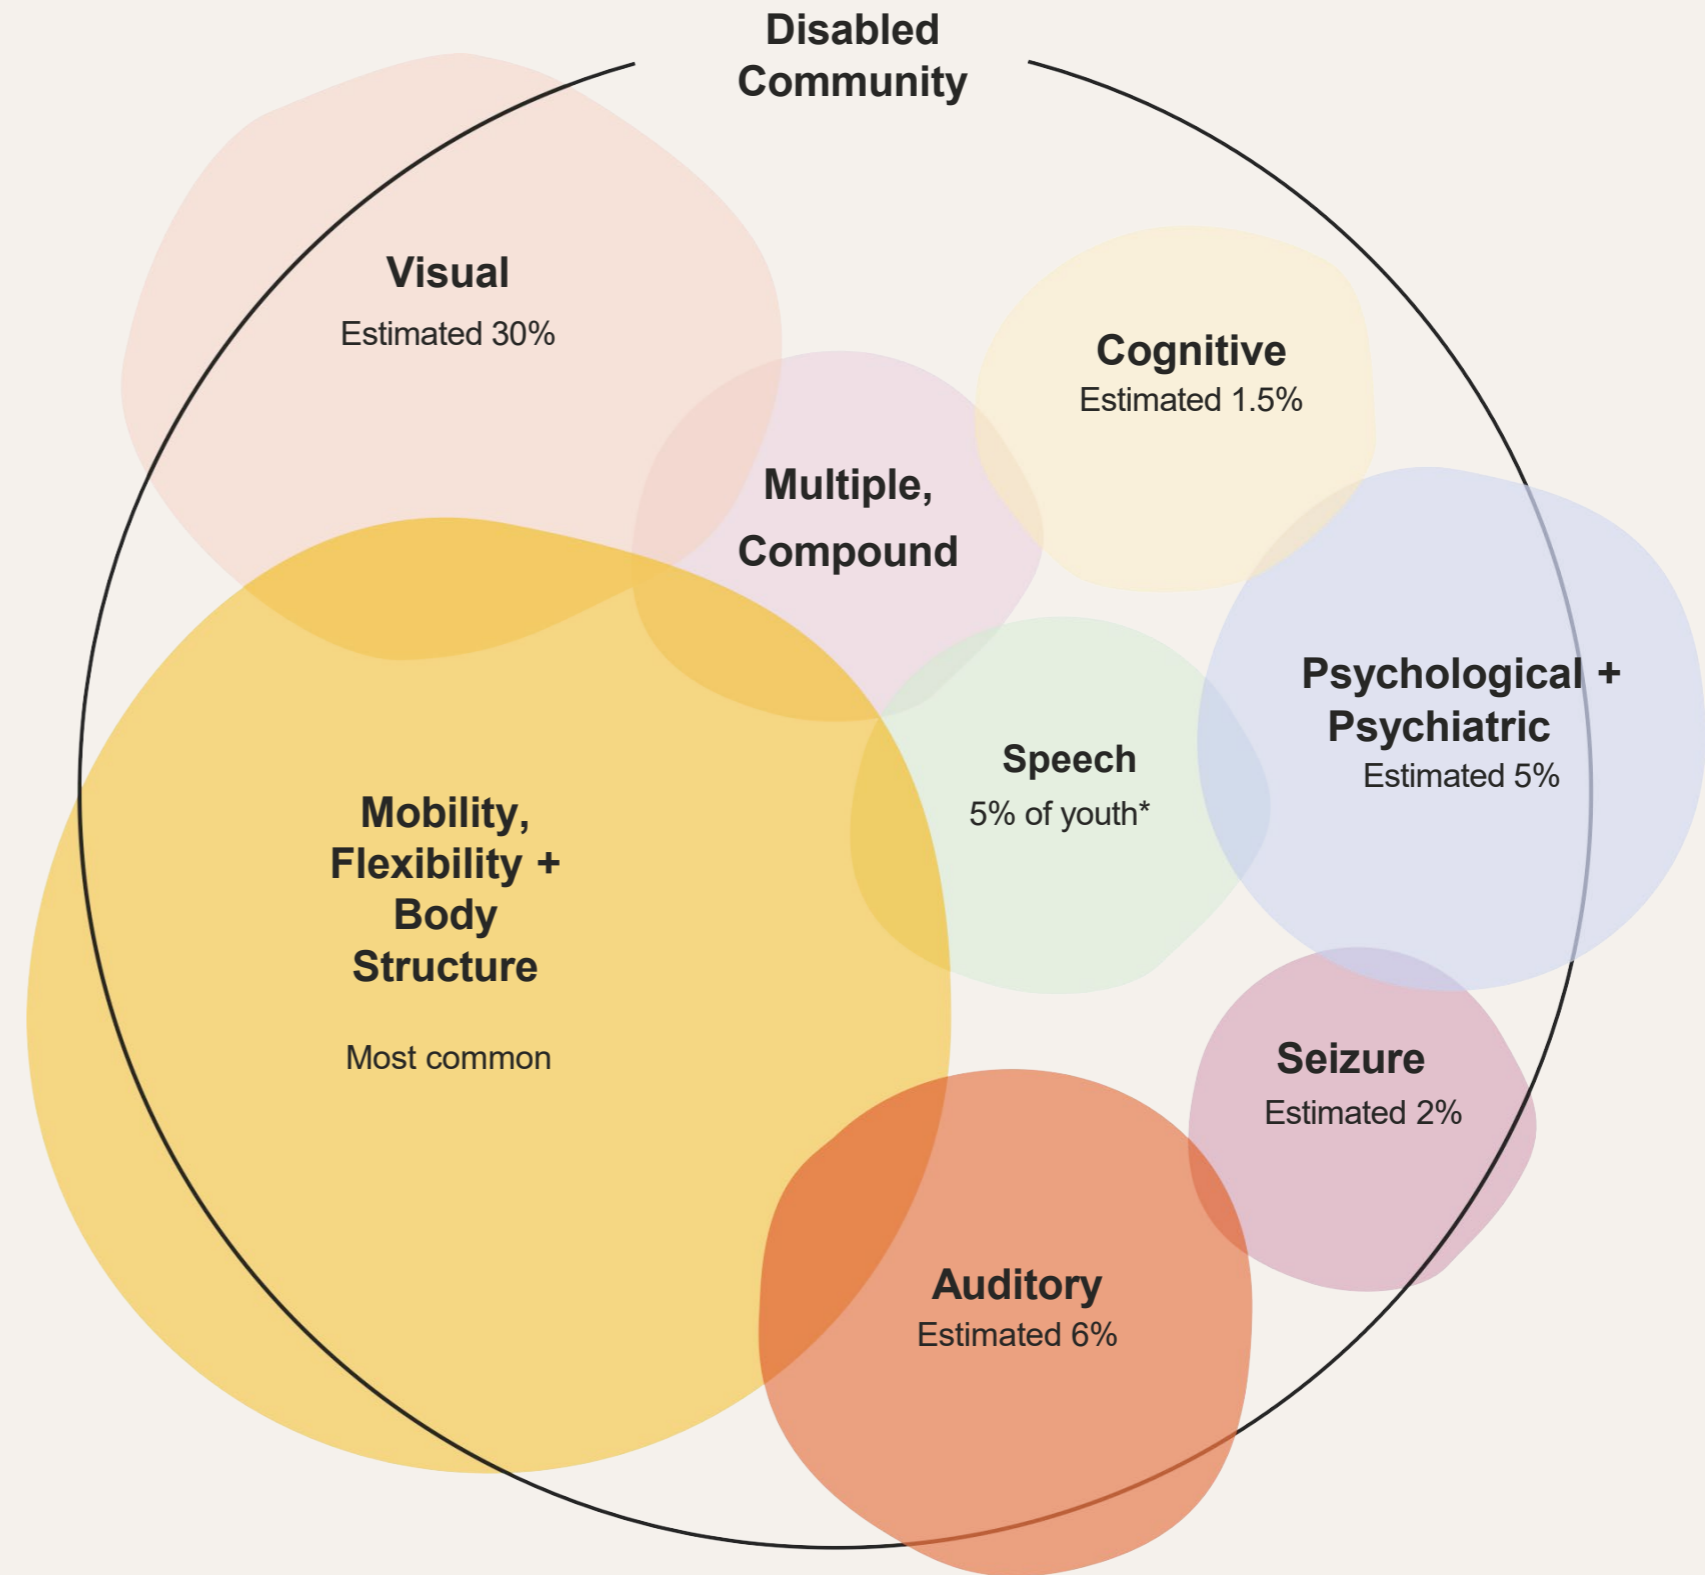 Disabled
Community
Visual
Estimated 30%
Cognitive
Estimated 1.5%
Multiple,
Compound
Psychological +
Psychiatric
Estimated 5%
Speech
5% of youth*
Mobility,
Flexibility +
Body
Structure
Most common
Seizure
Estimated 2%
Auditory
Estimated 6%